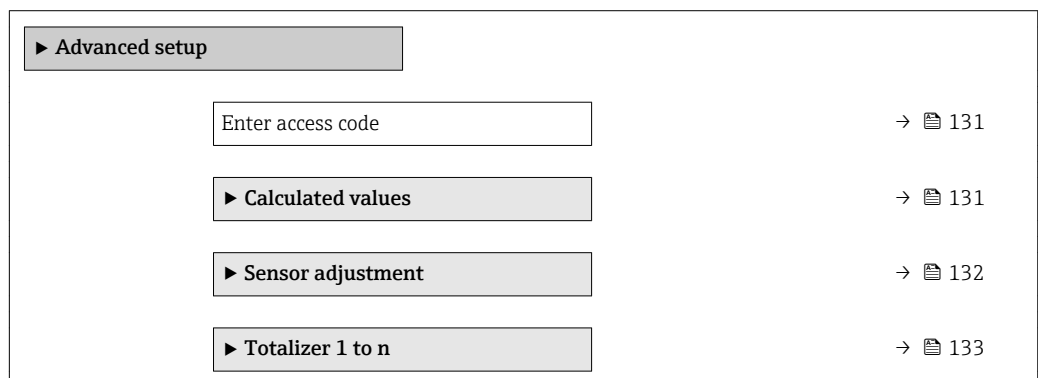 ▶ Advanced setup
Enter access code → 131
▶ Calculated values → 131
▶ Sensor adjustment → 132
▶ Totalizer 1 to n → 133